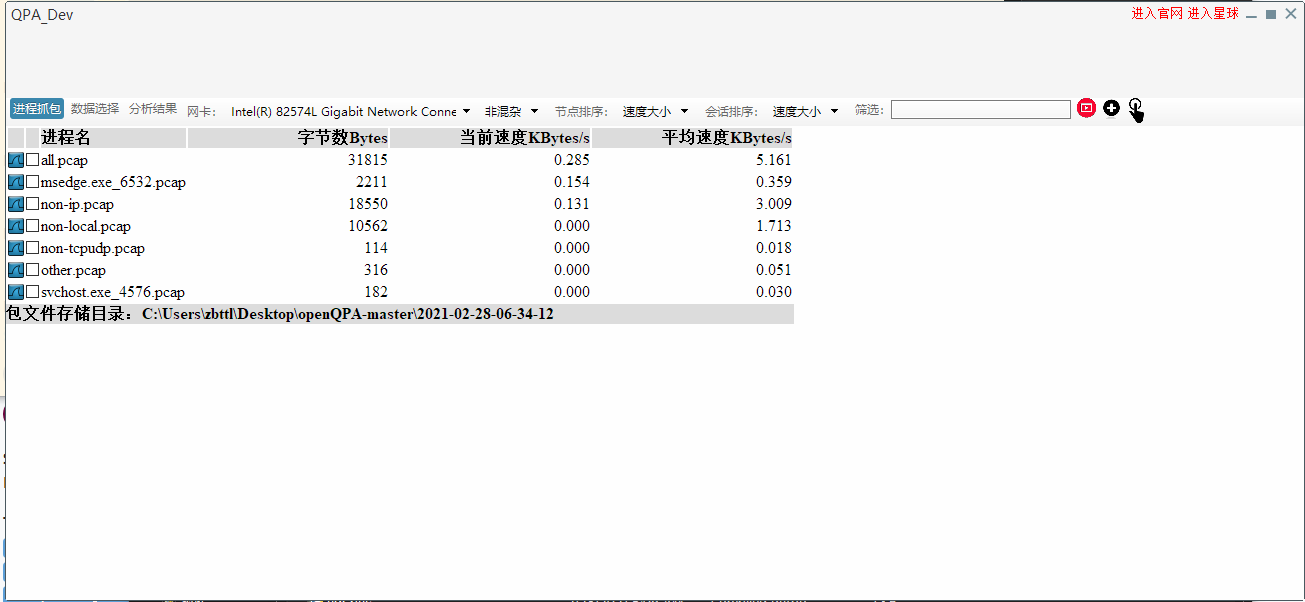 QPA_Dev 进入官网 进入星球
进程抓包 数据选择 分析结果 网卡： Intel(R) 82574L Gigabit Network Conne 非混杂 节点排序： 速度大小 会话排序： 速度大小 筛选：
进程名 字节数Bytes 当前速度KBytes/s 平均速度KBytes/s
all.pcap 31815 0.285 5.161
msedge.exe_6532.pcap 2211 0.154 0.359
non-ip.pcap 18550 0.131 3.009
non-local.pcap 10562 0.000 1.713
non-tcpudp.pcap 114 0.000 0.018
other.pcap 316 0.000 0.051
svchost.exe_4576.pcap 182 0.000 0.030
包文件存储目录：C:\Users\zbttl\Desktop\openQPA-master\2021-02-28-06-34-12